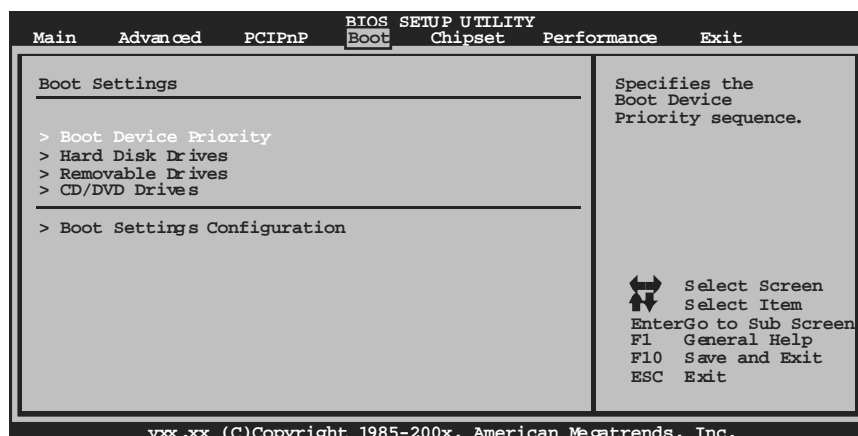 BIOS SETUP UTILITY
Main Advanced PCIPnP Boot Chipset Performance Exit
Boot Settings
> Boot Device Priority
> Hard Disk Drives
> Removable Drives
> CD/DVD Drives
> Boot Settings Configuration
Specifies the
Boot Device
Priority sequence.
Select Screen
Select Item
Enter Go to Sub Screen
F1 General Help
F10 Save and Exit
ESC Exit
vxx.xx (C)Copyright 1985-200x, American Megatrends, Inc.